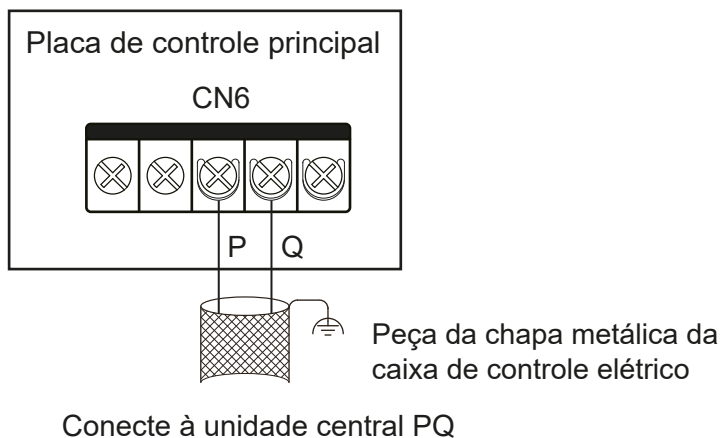 Placa de controle principal
CN6
P Q
Peça da chapa metálica da
caixa de controle elétrico
Conecte à unidade central PQ